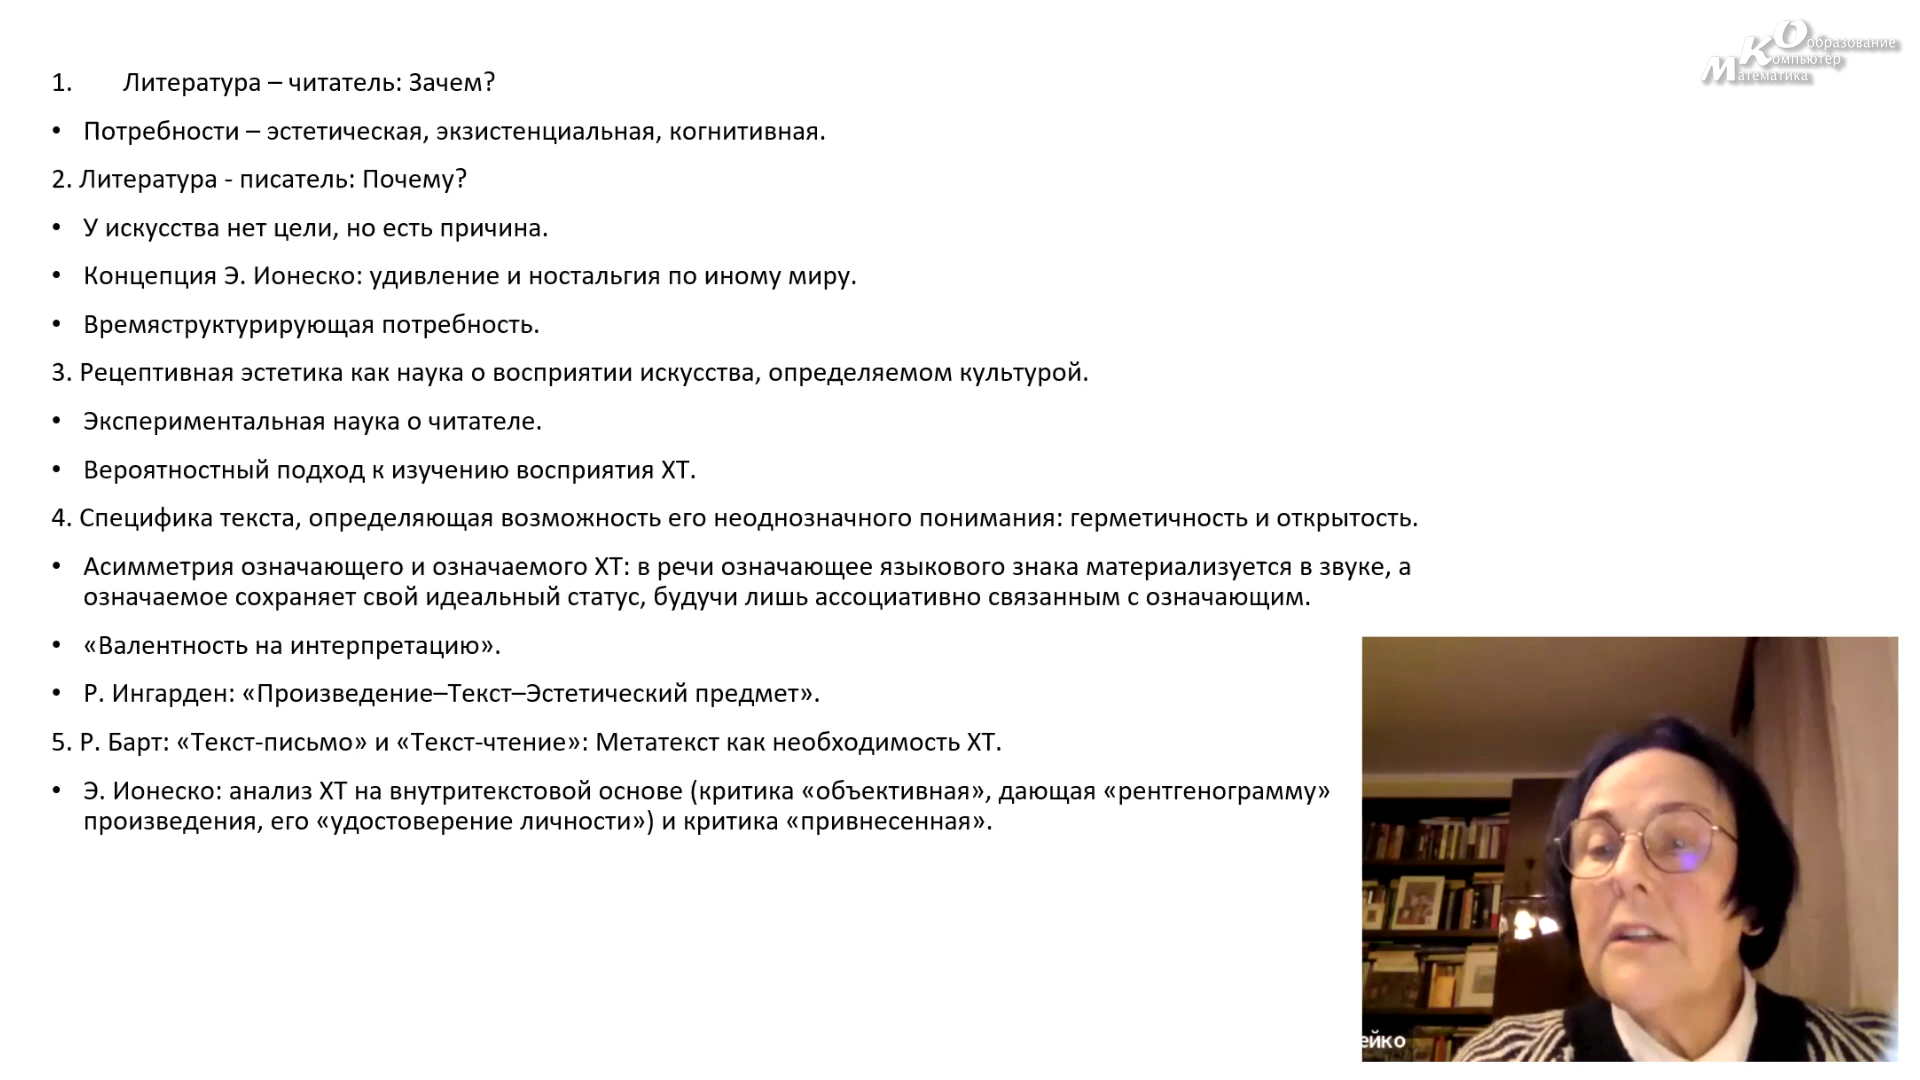 МКО
образование
компьютер
Математика
1. Литература – читатель: Зачем?
• Потребности – эстетическая, экзистенциальная, когнитивная.
2. Литература - писатель: Почему?
• У искусства нет цели, но есть причина.
• Концепция Э. Ионеско: удивление и ностальгия по иному миру.
• Времяструктурирующая потребность.
3. Рецептивная эстетика как наука о восприятии искусства, определяемом культурой.
• Экспериментальная наука о читателе.
• Вероятностный подход к изучению восприятия ХТ.
4. Специфика текста, определяющая возможность его неоднозначного понимания: герметичность и открытость.
• Асимметрия означающего и означаемого ХТ: в речи означающее языкового знака материализуется в звуке, а
означаемое сохраняет свой идеальный статус, будучи лишь ассоциативно связанным с означающим.
• «Валентность на интерпретацию».
• Р. Ингарден: «Произведение–Текст–Эстетический предмет».
5. Р. Барт: «Текст-письмо» и «Текст-чтение»: Метатекст как необходимость ХТ.
• Э. Ионеско: анализ ХТ на внутритекстовой основе (критика «объективная», дающая «рентгенограмму»
произведения, его «удостоверение личности») и критика «привнесенная».
ейко